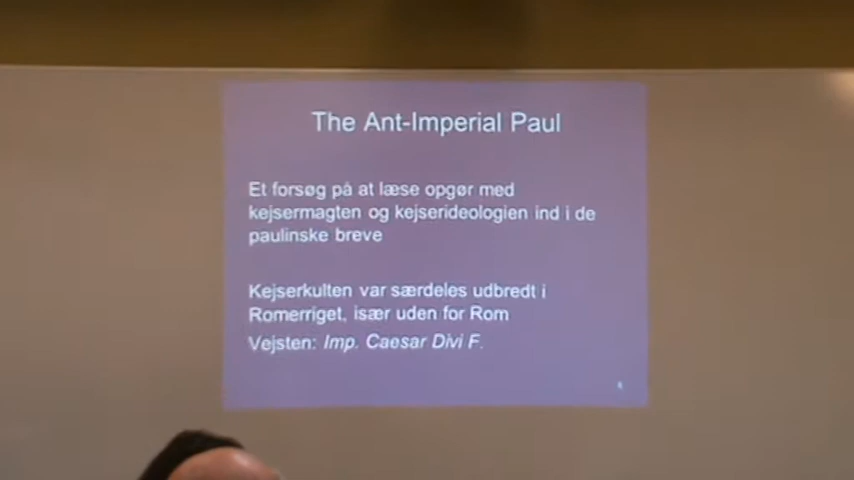 The Ant-Imperial Paul
Et forsøg på at læse opgør med
kejsermagten og kejserideologien ind i de
paulinske breve
Kejserkulten var særdeles udbredt i
Romerriget, især uden for Rom
Vejsten: Imp. Caesar Divi F.